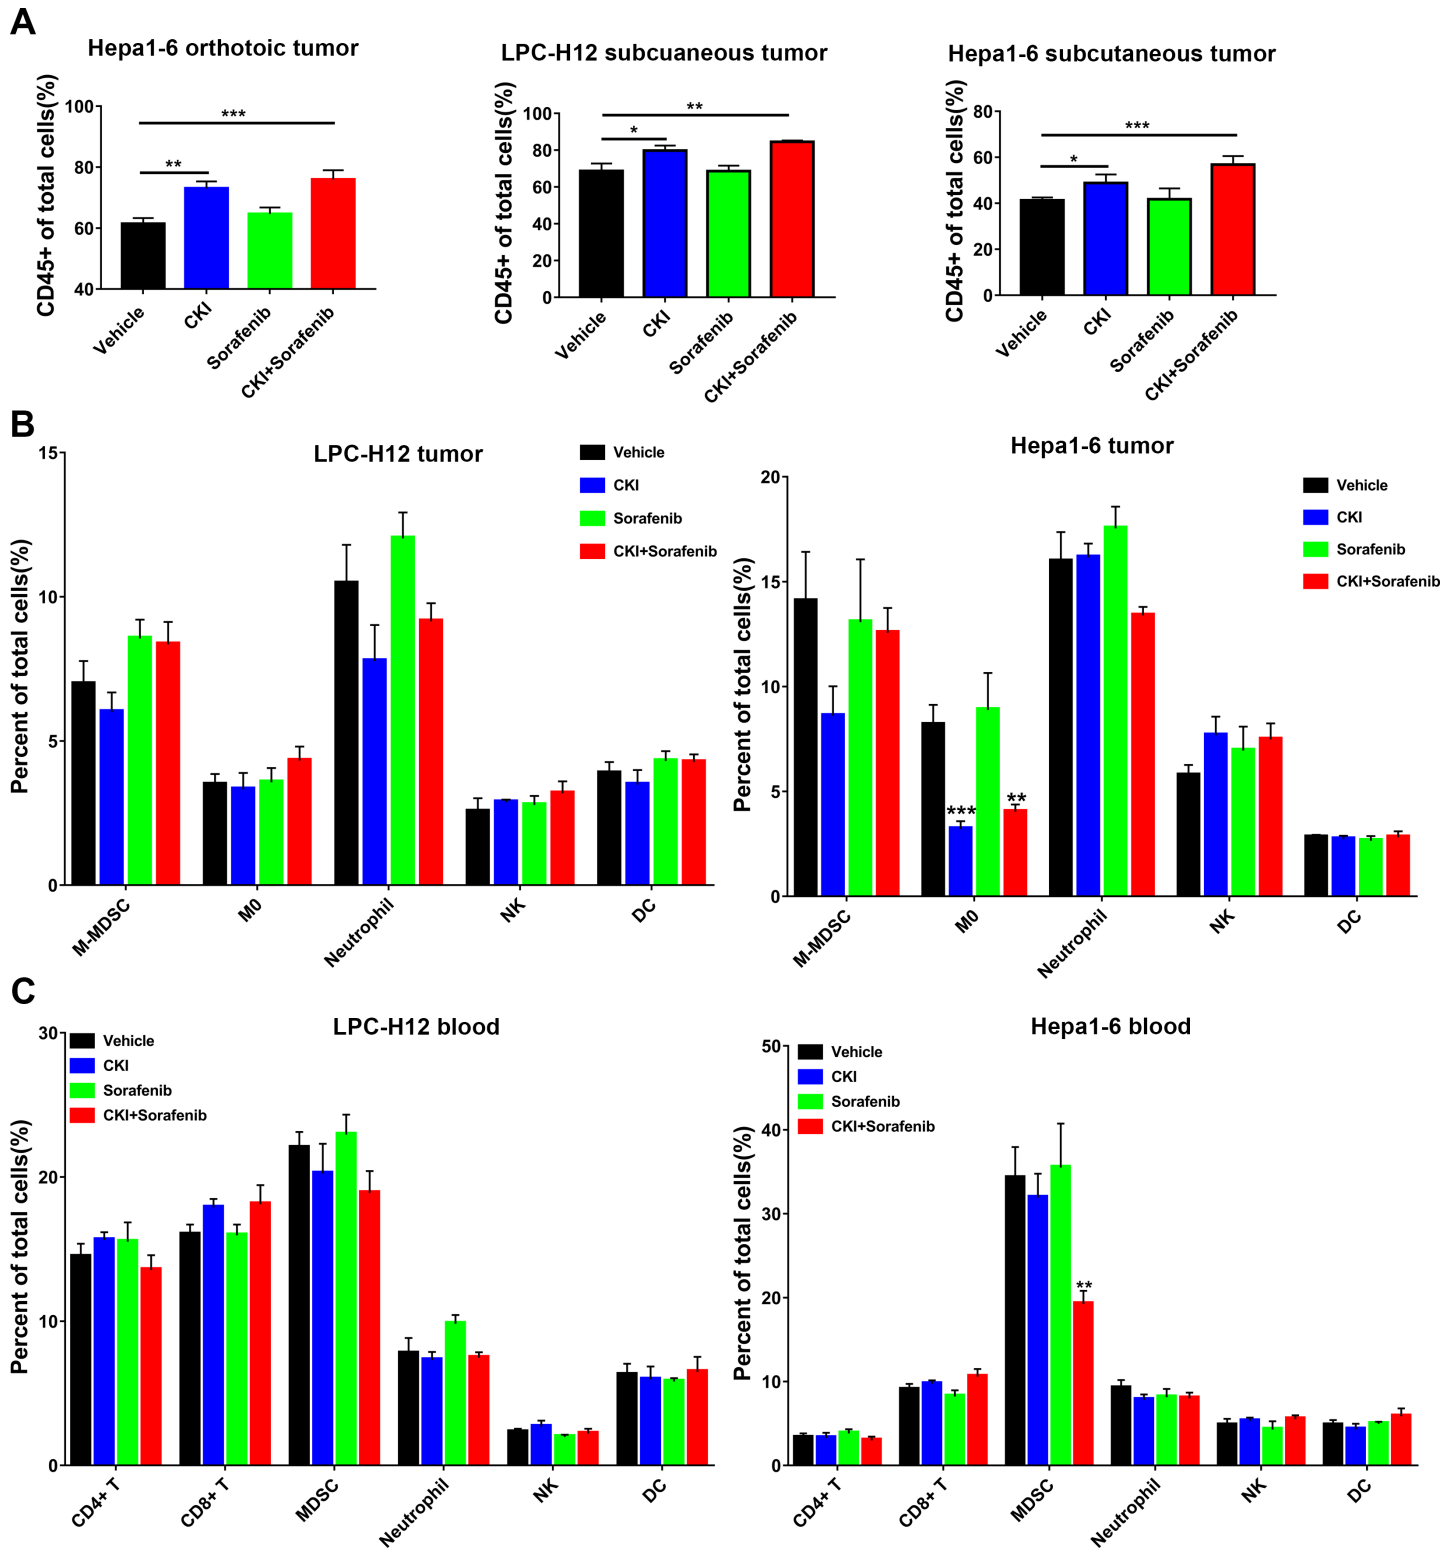 A
Hepa1-6 orthotoic tumor
CD45+ of total cells(%)
100
80
60
40
***
**
Vehicle
CKI
Sorafenib
CKI+Sorafenib
LPC-H12 subcuaneous tumor
CD45+ of total cells(%)
100
80
60
40
20
0
**
*
Vehicle
CKI
Sorafenib
CKI+Sorafenib
Hepa1-6 subcutaneous tumor
CD45+ of total cells(%)
80
60
40
20
0
***
*
Vehicle
CKI
Sorafenib
CKI+Sorafenib
B
LPC-H12 tumor
Percent of total cells(%)
15
10
5
0
Vehicle
CKI
Sorafenib
CKI+Sorafenib
M-MDSC
M0
Neutrophil
NK
DC
Hepa1-6 tumor
Percent of total cells(%)
20
15
10
5
0
Vehicle
CKI
Sorafenib
CKI+Sorafenib
***
**
M-MDSC
M0
Neutrophil
NK
DC
C
LPC-H12 blood
Percent of total cells(%)
30
20
10
0
Vehicle
CKI
Sorafenib
CKI+Sorafenib
CD4+ T
CD8+ T
MDSC
Neutrophil
NK
DC
Hepa1-6 blood
Percent of total cells(%)
50
40
30
20
10
0
Vehicle
CKI
Sorafenib
CKI+Sorafenib
**
CD4+ T
CD8+ T
MDSC
Neutrophil
NK
DC